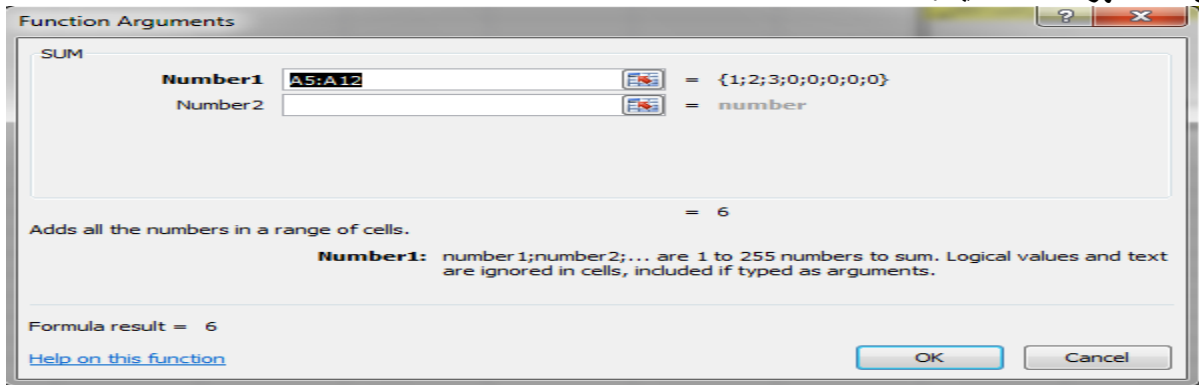 Function Arguments
SUM
Number1 A5:A12 = {1;2;3;0;0;0;0;0}
Number2 = number
= 6
Adds all the numbers in a range of cells.
Number1: number1;number2;... are 1 to 255 numbers to sum. Logical values and text
are ignored in cells, included if typed as arguments.
Formula result = 6
Help on this function
OK Cancel